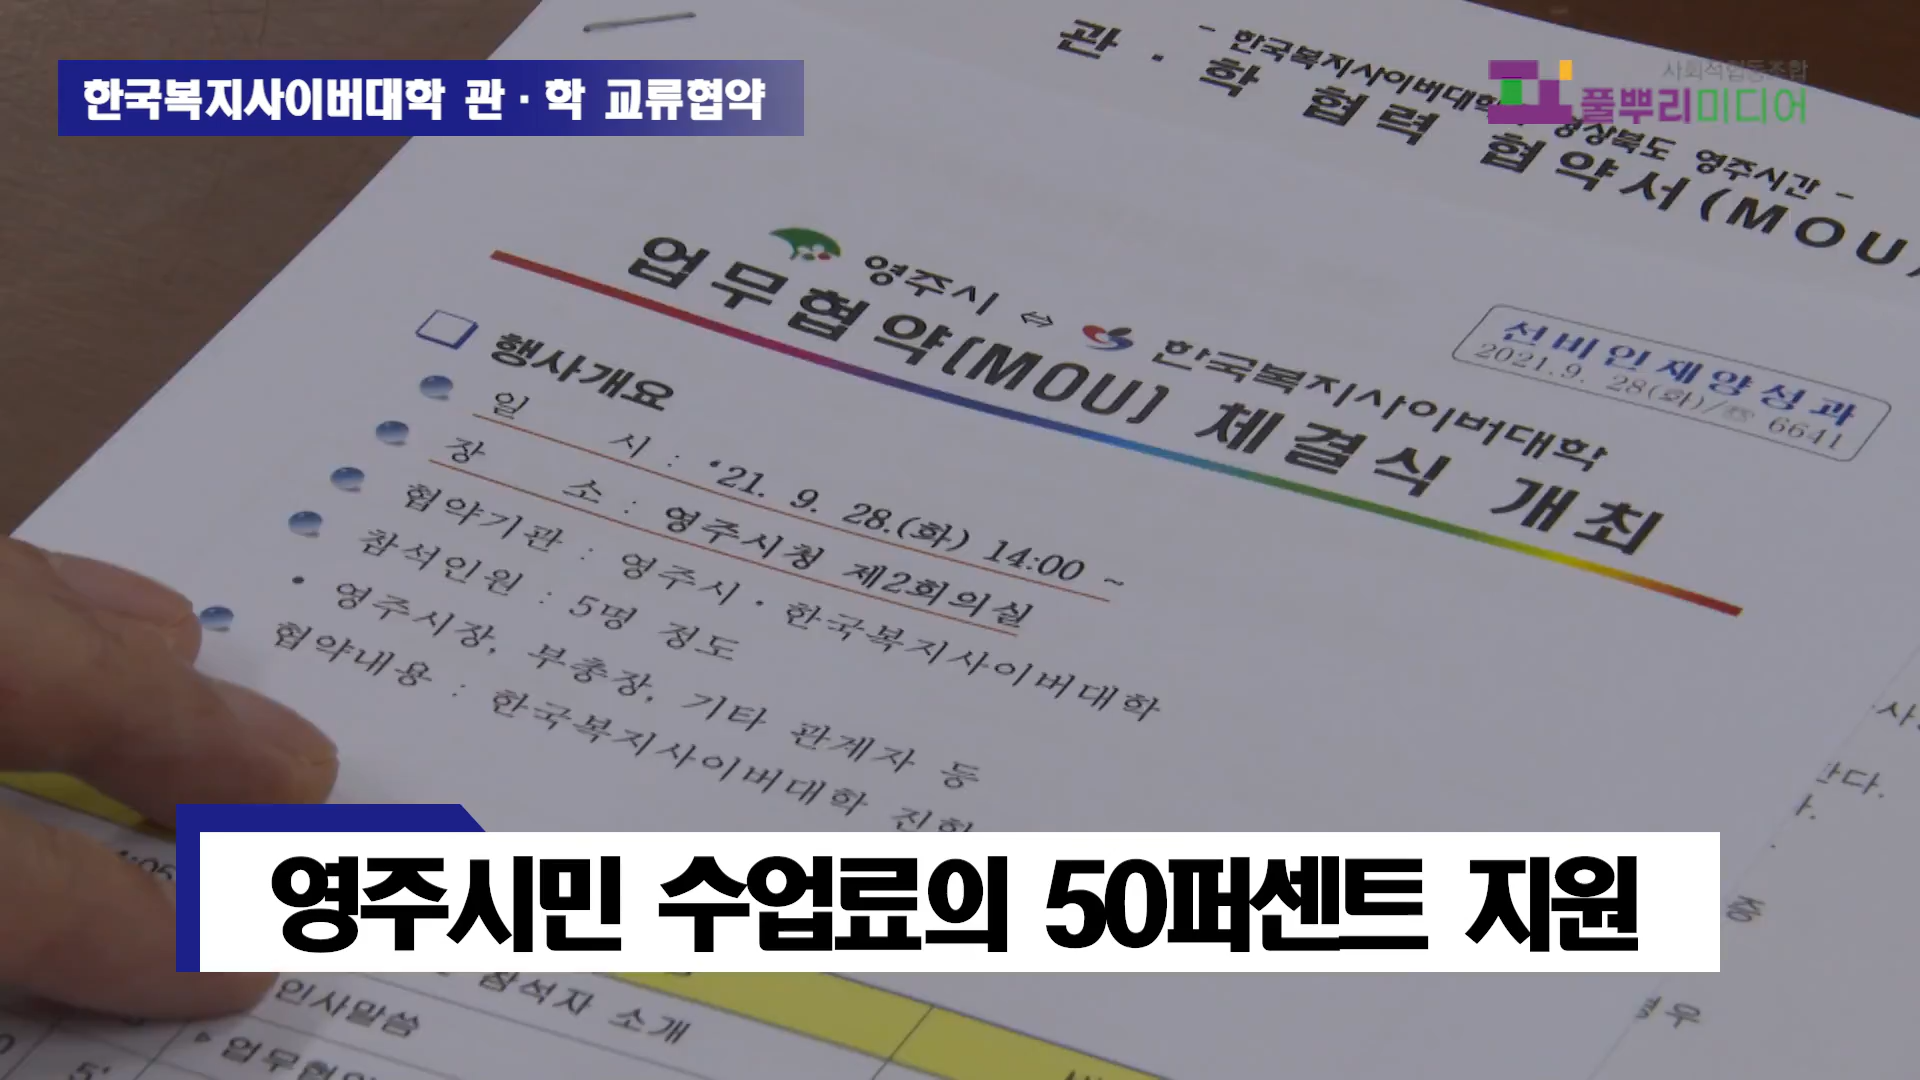 한국복지사이버대학 관·학 교류협약
사회적협동조합
풀뿌리미디어
- 한국복지사이버대학 경상북도 영주시간 -
관 · 학 협력 협약서(MOU)
영주시 ⇔ 한국복지사이버대학
업무협약(MOU) 체결식 개최
선비인재양성과
2021. 9. 28(화)/☏ 6641
□ 행사개요
일 시 : ‘21. 9. 28.(화) 14:00 ~
장 소 : 영주시청 제2회의실
협약기관 : 영주시 · 한국복지사이버대학
참석인원 : 5명 정도
• 영주시장, 부총장, 기타 관계자 등
협약내용 : 한국복지사이버대학 진학
영주시민 수업료의 50퍼센트 지원
참석자 소개
인사말씀
5'